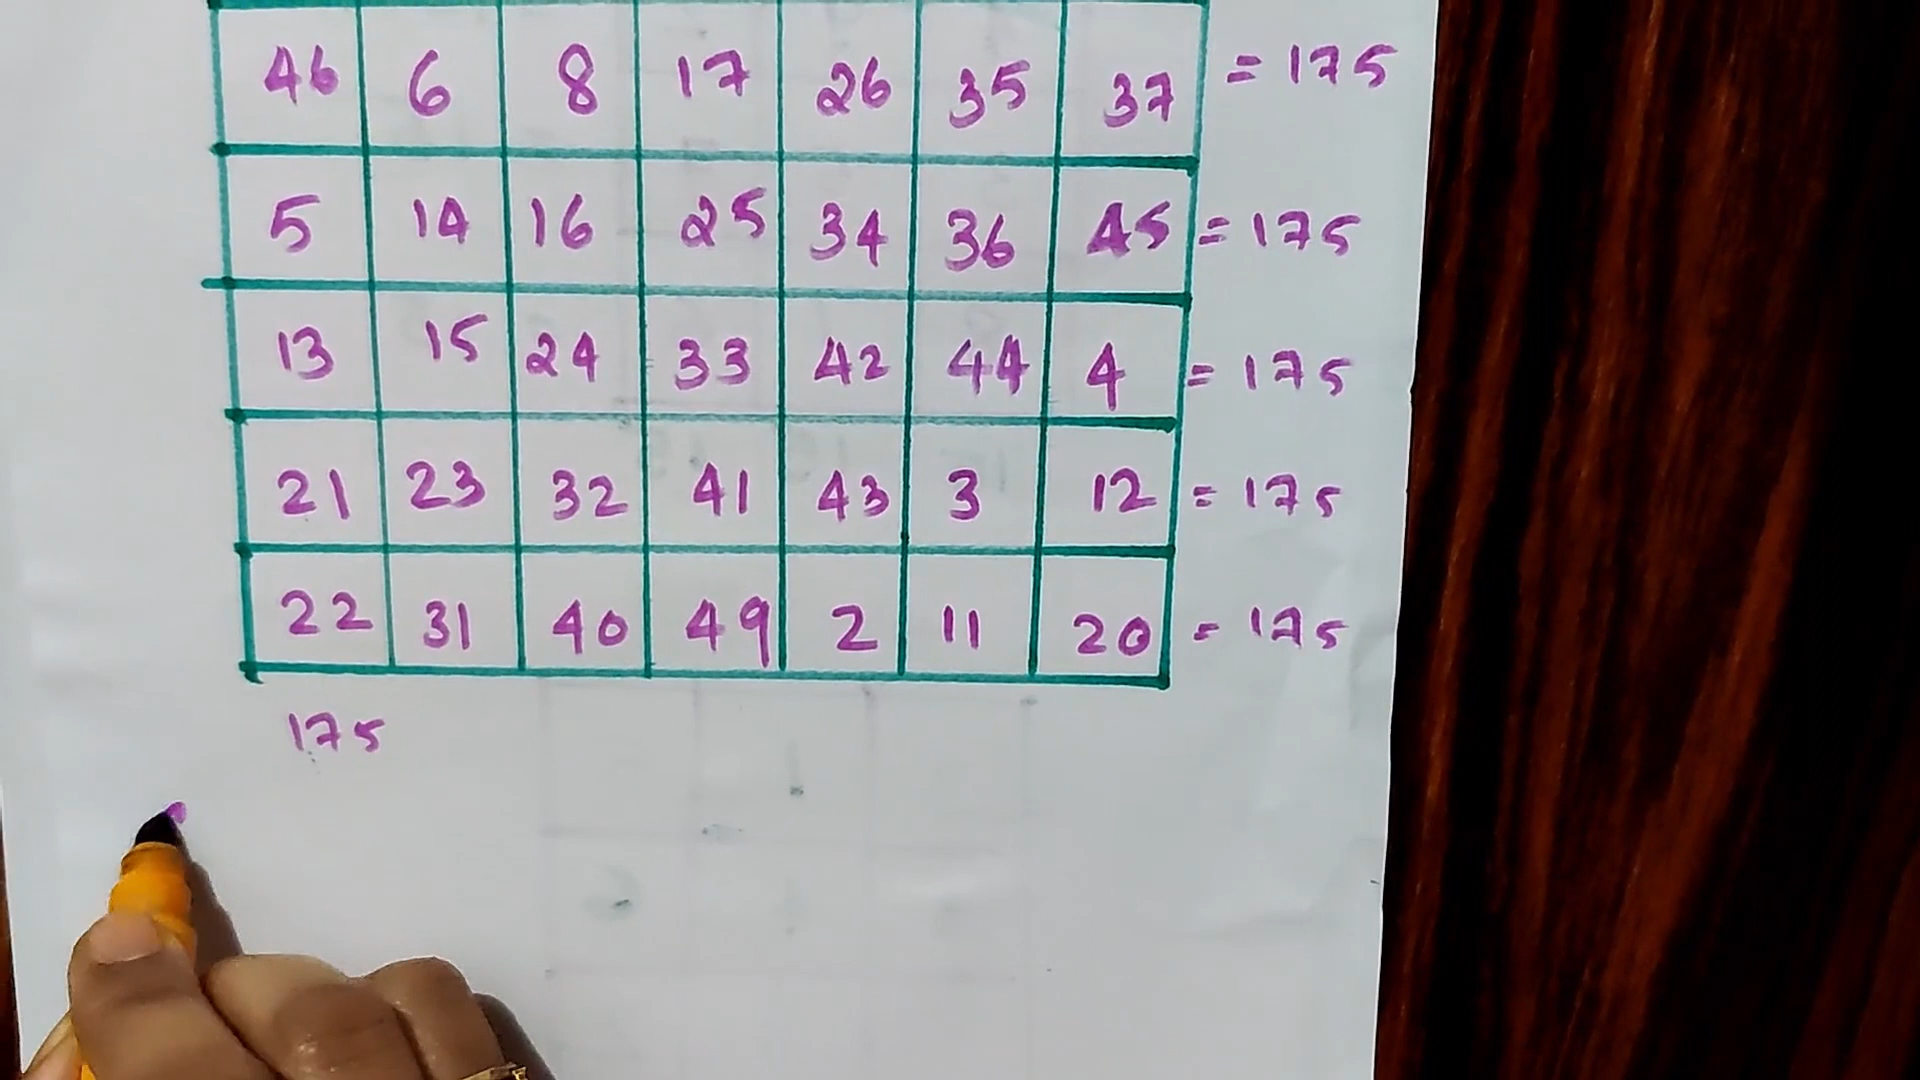 46 6 8 17 26 35 37 = 175
5 14 16 25 34 36 45 = 175
13 15 24 33 42 44 4 = 175
21 23 32 41 43 3 12 = 175
22 31 40 49 2 11 20 = 175
175